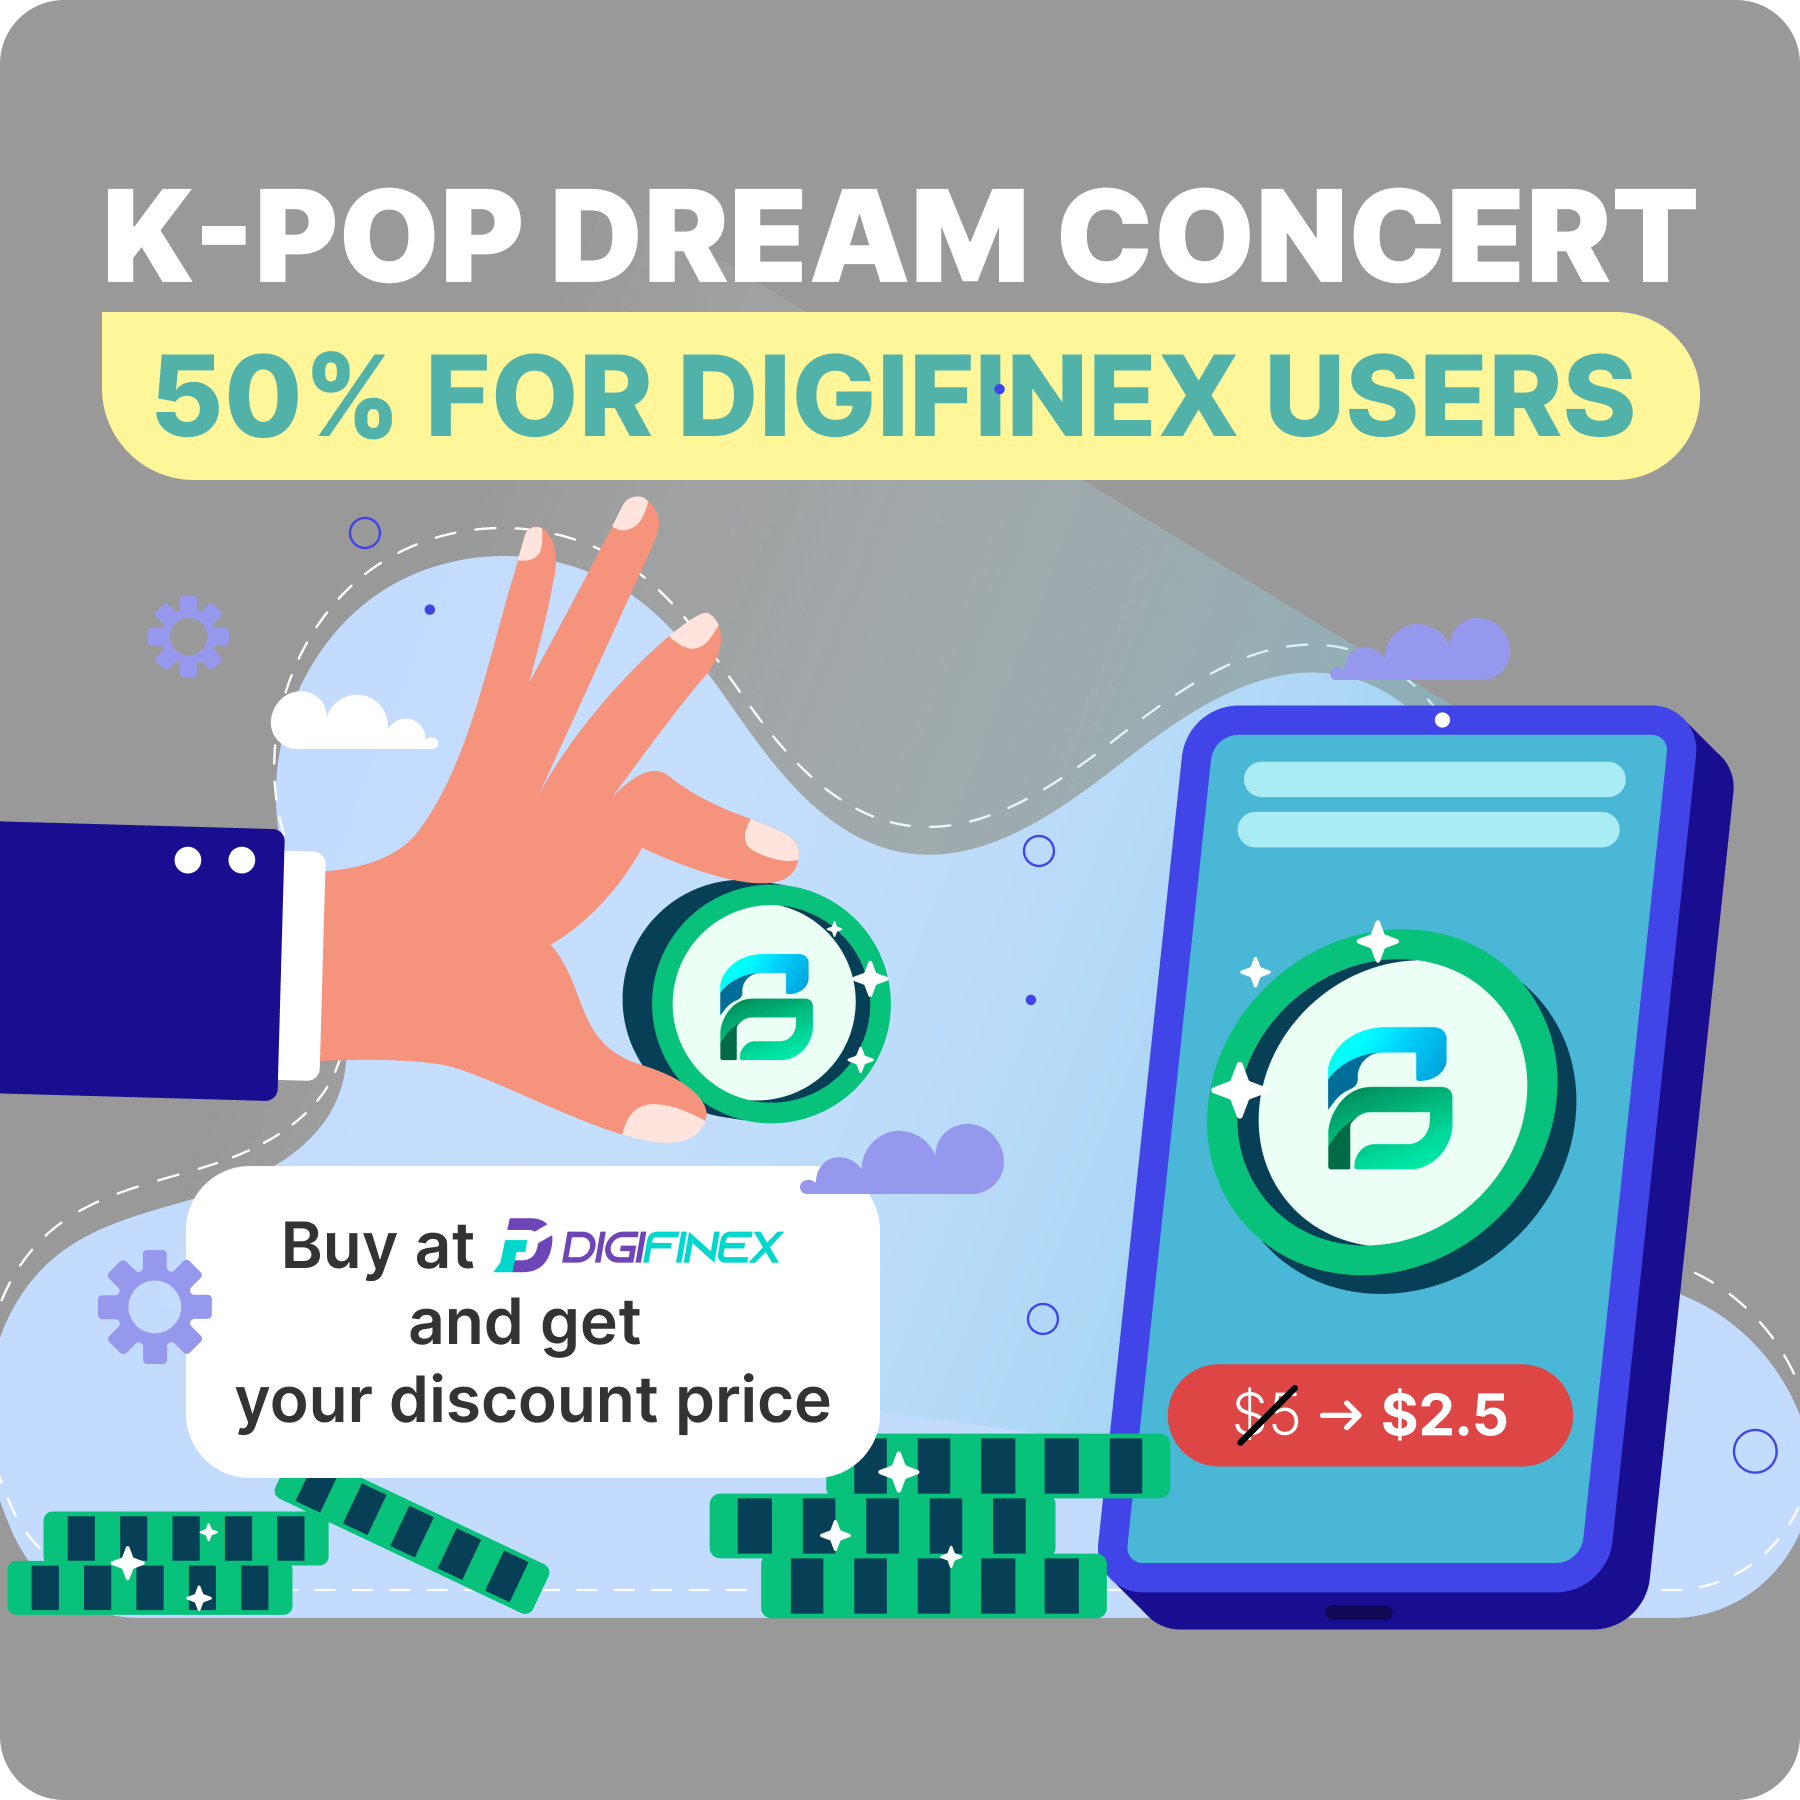 K-POP DREAM CONCERT
50% FOR DIGIFINEX USERS
Buy at DIGIFINEX
and get
your discount price
$5 → $2.5